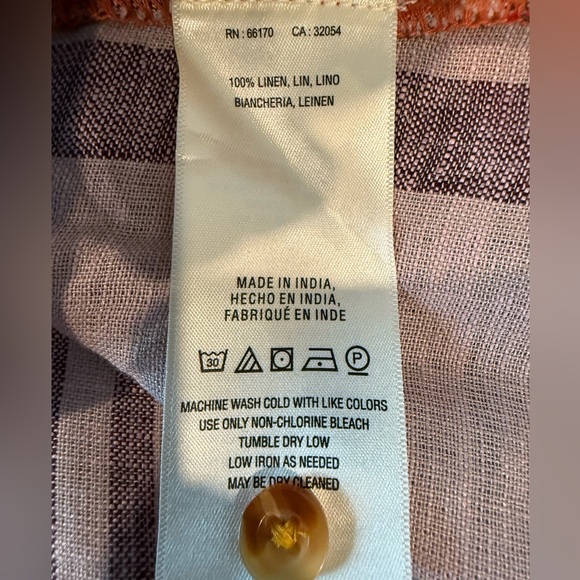 RN : 66170 CA : 32054
100% LINEN, LIN, LINO
BIANCHERIA, LEINEN
MADE IN INDIA,
HECHO EN INDIA,
FABRIQUÉ EN INDE
30 P
MACHINE WASH COLD WITH LIKE COLORS
USE ONLY NON-CHLORINE BLEACH
TUMBLE DRY LOW
LOW IRON AS NEEDED
MAY BE DRY CLEANED